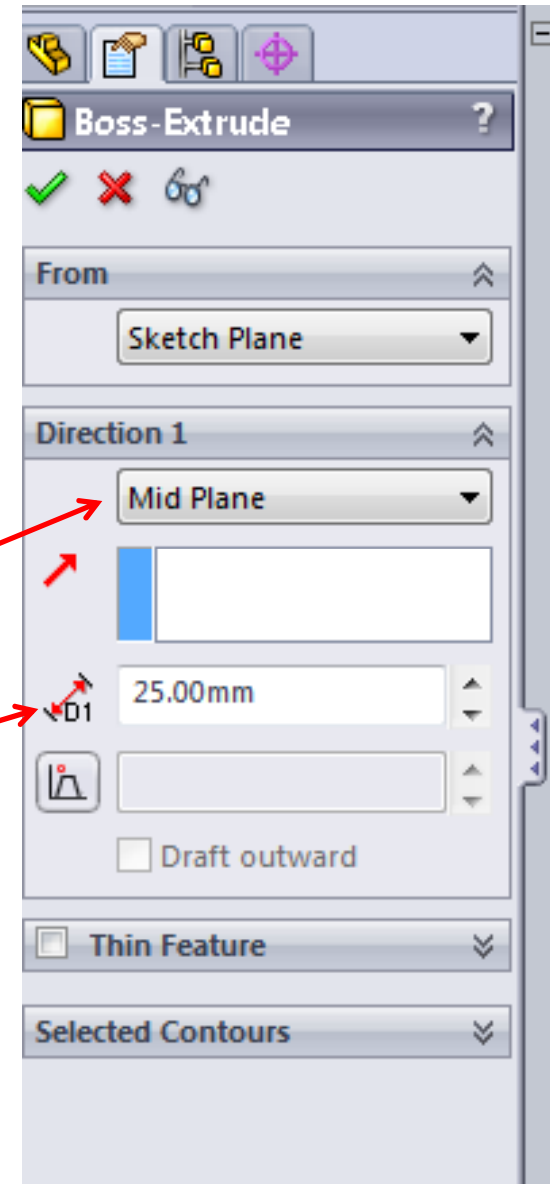 Boss-Extrude ?
From
Sketch Plane
Direction 1
Mid Plane
D1 25.00mm
Draft outward
Thin Feature
Selected Contours